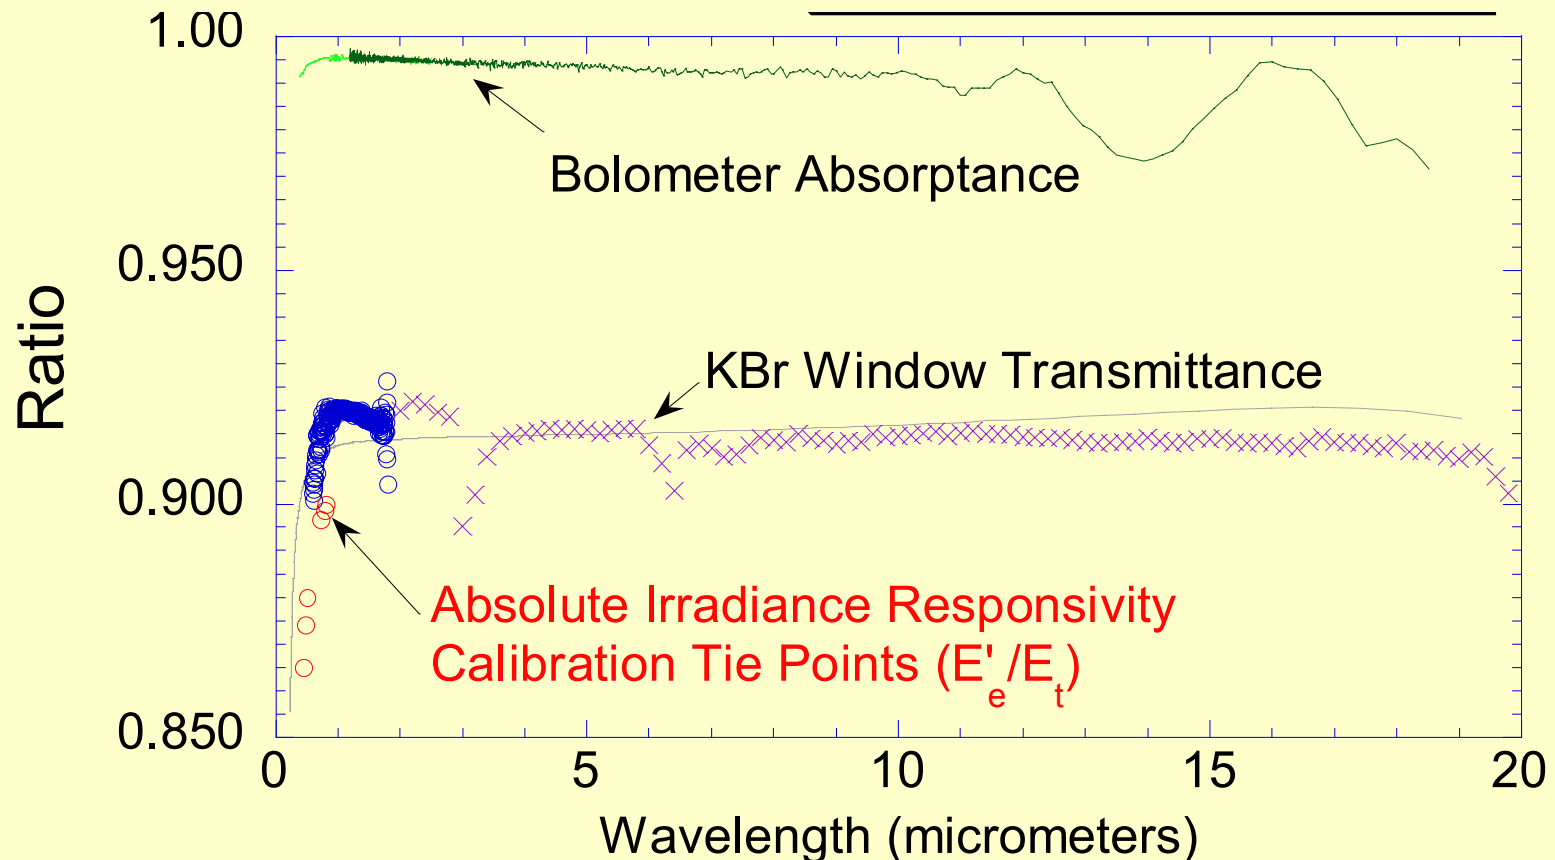 1.00
0.950
0.900
0.850
Ratio
Bolometer Absorptance
KBr Window Transmittance
Absolute Irradiance Responsivity
Calibration Tie Points (E'e/Et)
0 5 10 15 20
Wavelength (micrometers)